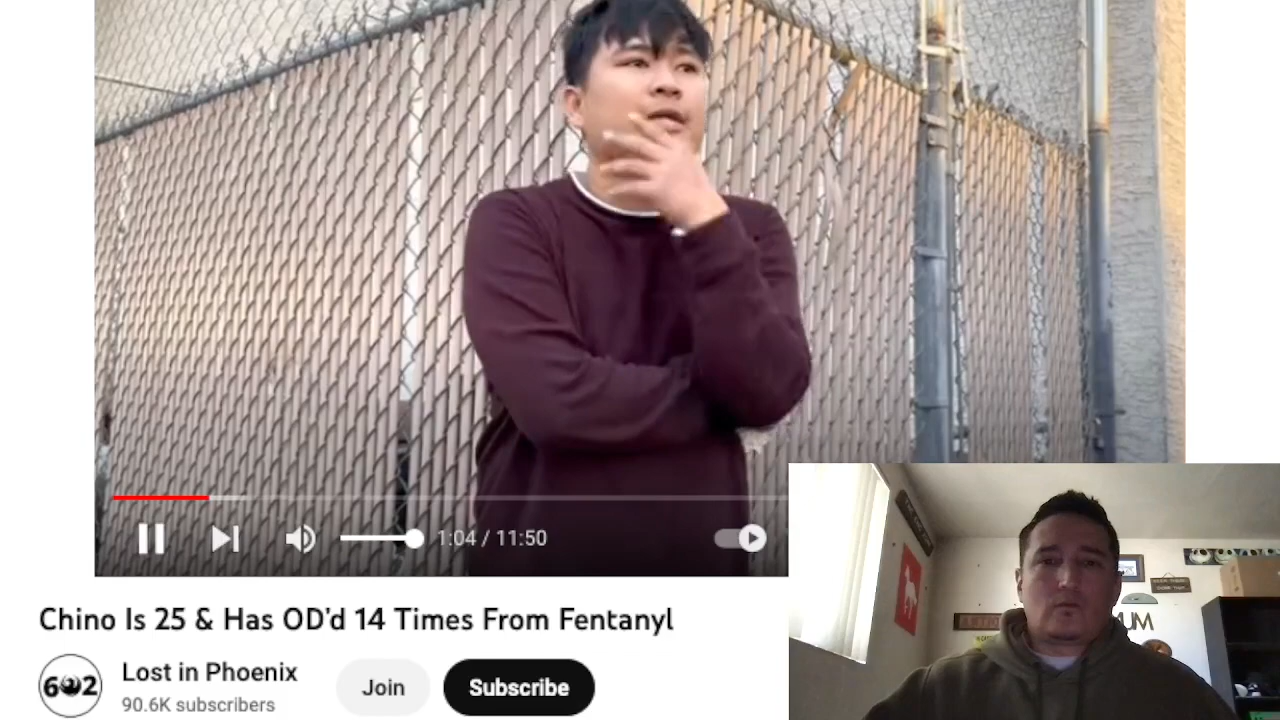 1:04 / 11:50
Chino Is 25 & Has OD'd 14 Times From Fentanyl
602
Lost in Phoenix
90.6K subscribers
Join
Subscribe